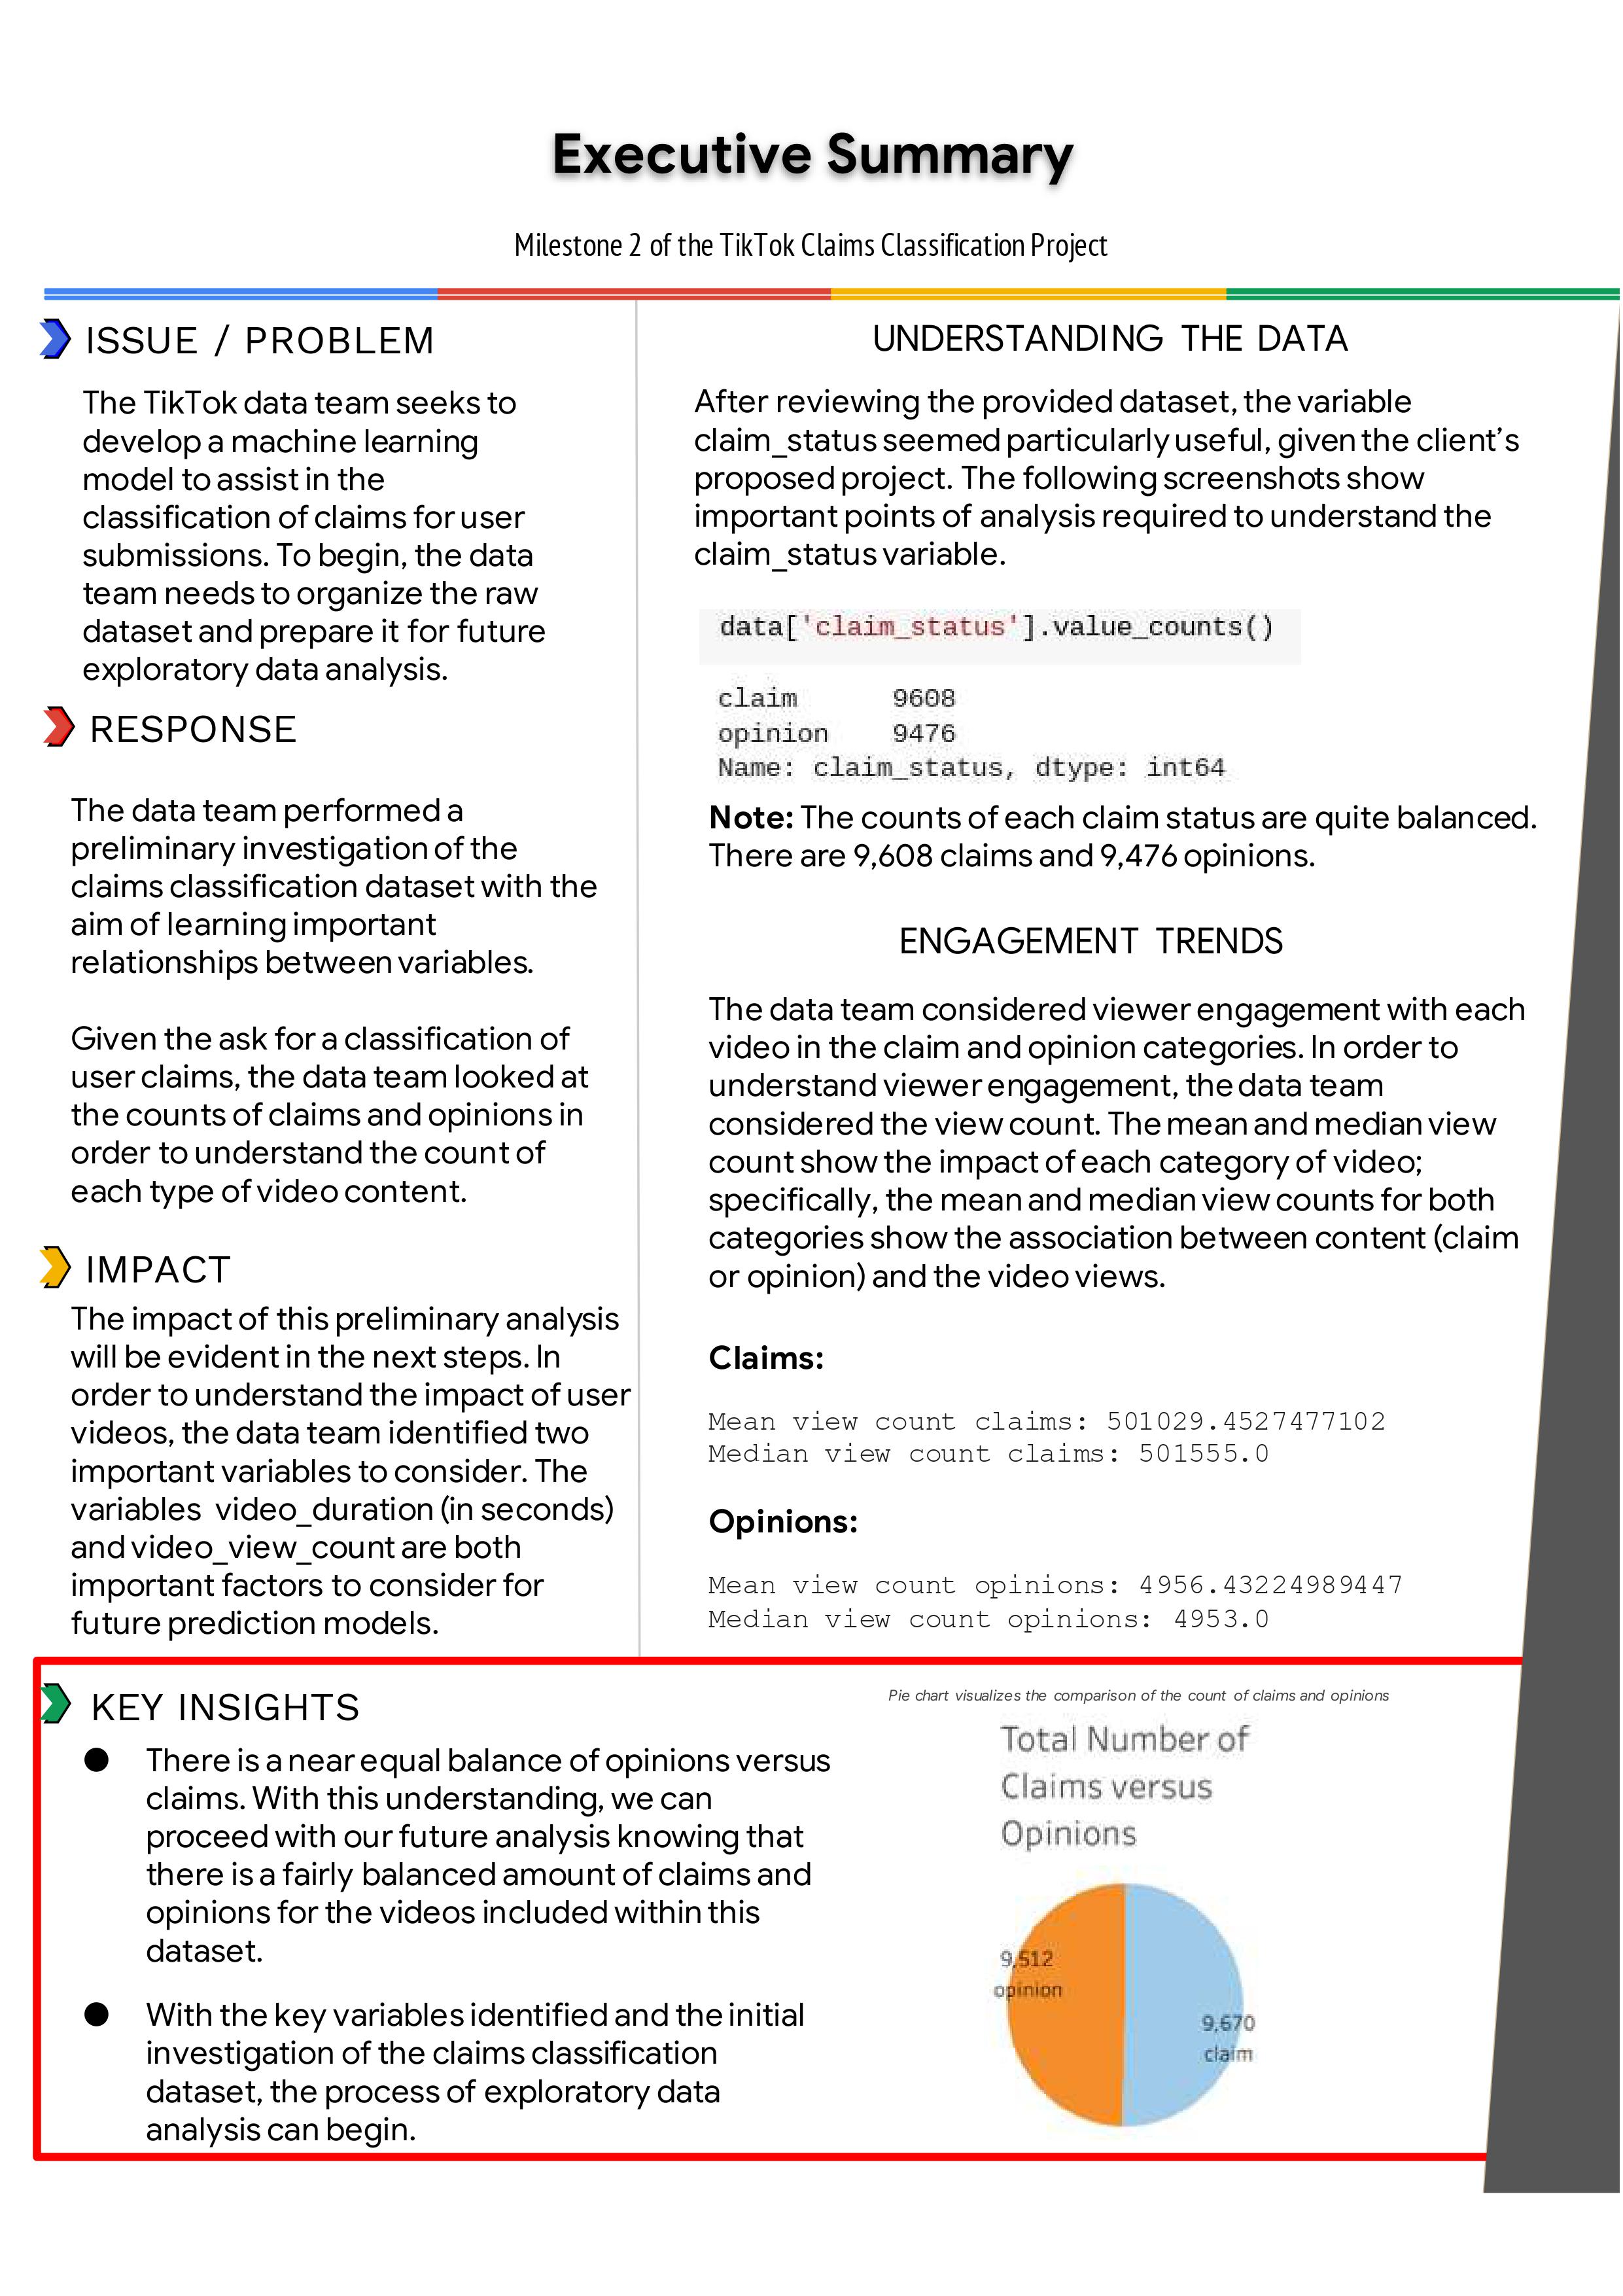 Executive Summary
Milestone 2 of the TikTok Claims Classification Project
ISSUE / PROBLEM
The TikTok data team seeks to
develop a machine learning
model to assist in the
classification of claims for user
submissions. To begin, the data
team needs to organize the raw
dataset and prepare it for future
exploratory data analysis.
RESPONSE
The data team performed a
preliminary investigation of the
claims classification dataset with the
aim of learning important
relationships between variables.
Given the ask for a classification of
user claims, the data team looked at
the counts of claims and opinions in
order to understand the count of
each type of video content.
IMPACT
The impact of this preliminary analysis
will be evident in the next steps. In
order to understand the impact of user
videos, the data team identified two
important variables to consider. The
variables video_duration (in seconds)
and video_view_count are both
important factors to consider for
future prediction models.
UNDERSTANDING THE DATA
After reviewing the provided dataset, the variable
claim_status seemed particularly useful, given the client’s
proposed project. The following screenshots show
important points of analysis required to understand the
claim_status variable.
data['claim_status'].value_counts()
claim 9608
opinion 9476
Name: claim_status, dtype: int64
Note: The counts of each claim status are quite balanced.
There are 9,608 claims and 9,476 opinions.
ENGAGEMENT TRENDS
The data team considered viewer engagement with each
video in the claim and opinion categories. In order to
understand viewer engagement, the data team
considered the view count. The mean and median view
count show the impact of each category of video;
specifically, the mean and median view counts for both
categories show the association between content (claim
or opinion) and the video views.
Claims:
Mean view count claims: 501029.4527477102
Median view count claims: 501555.0
Opinions:
Mean view count opinions: 4956.43224989447
Median view count opinions: 4953.0
KEY INSIGHTS
● There is a near equal balance of opinions versus
claims. With this understanding, we can
proceed with our future analysis knowing that
there is a fairly balanced amount of claims and
opinions for the videos included within this
dataset.
● With the key variables identified and the initial
investigation of the claims classification
dataset, the process of exploratory data
analysis can begin.
Pie chart visualizes the comparison of the count of claims and opinions
Total Number of
Claims versus
Opinions
9,512
opinion
9,670
claim